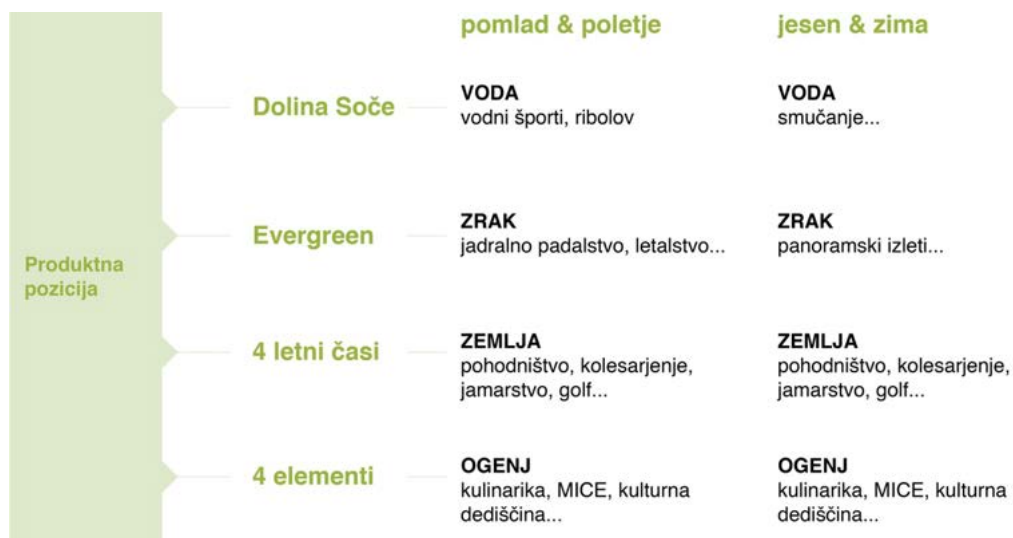 pomlad & poletje
jesen & zima
Produktna
pozicija
Dolina Soče
VODA
vodni športi, ribolov
VODA
smučanje...
Evergreen
ZRAK
jadralno padalstvo, letalstvo...
ZRAK
panoramski izleti...
4 letni časi
ZEMLJA
pohodništvo, kolesarjenje,
jamarstvo, golf...
ZEMLJA
pohodništvo, kolesarjenje,
jamarstvo, golf...
4 elementi
OGENJ
kulinarika, MICE, kulturna
dediščina...
OGENJ
kulinarika, MICE, kulturna
dediščina...